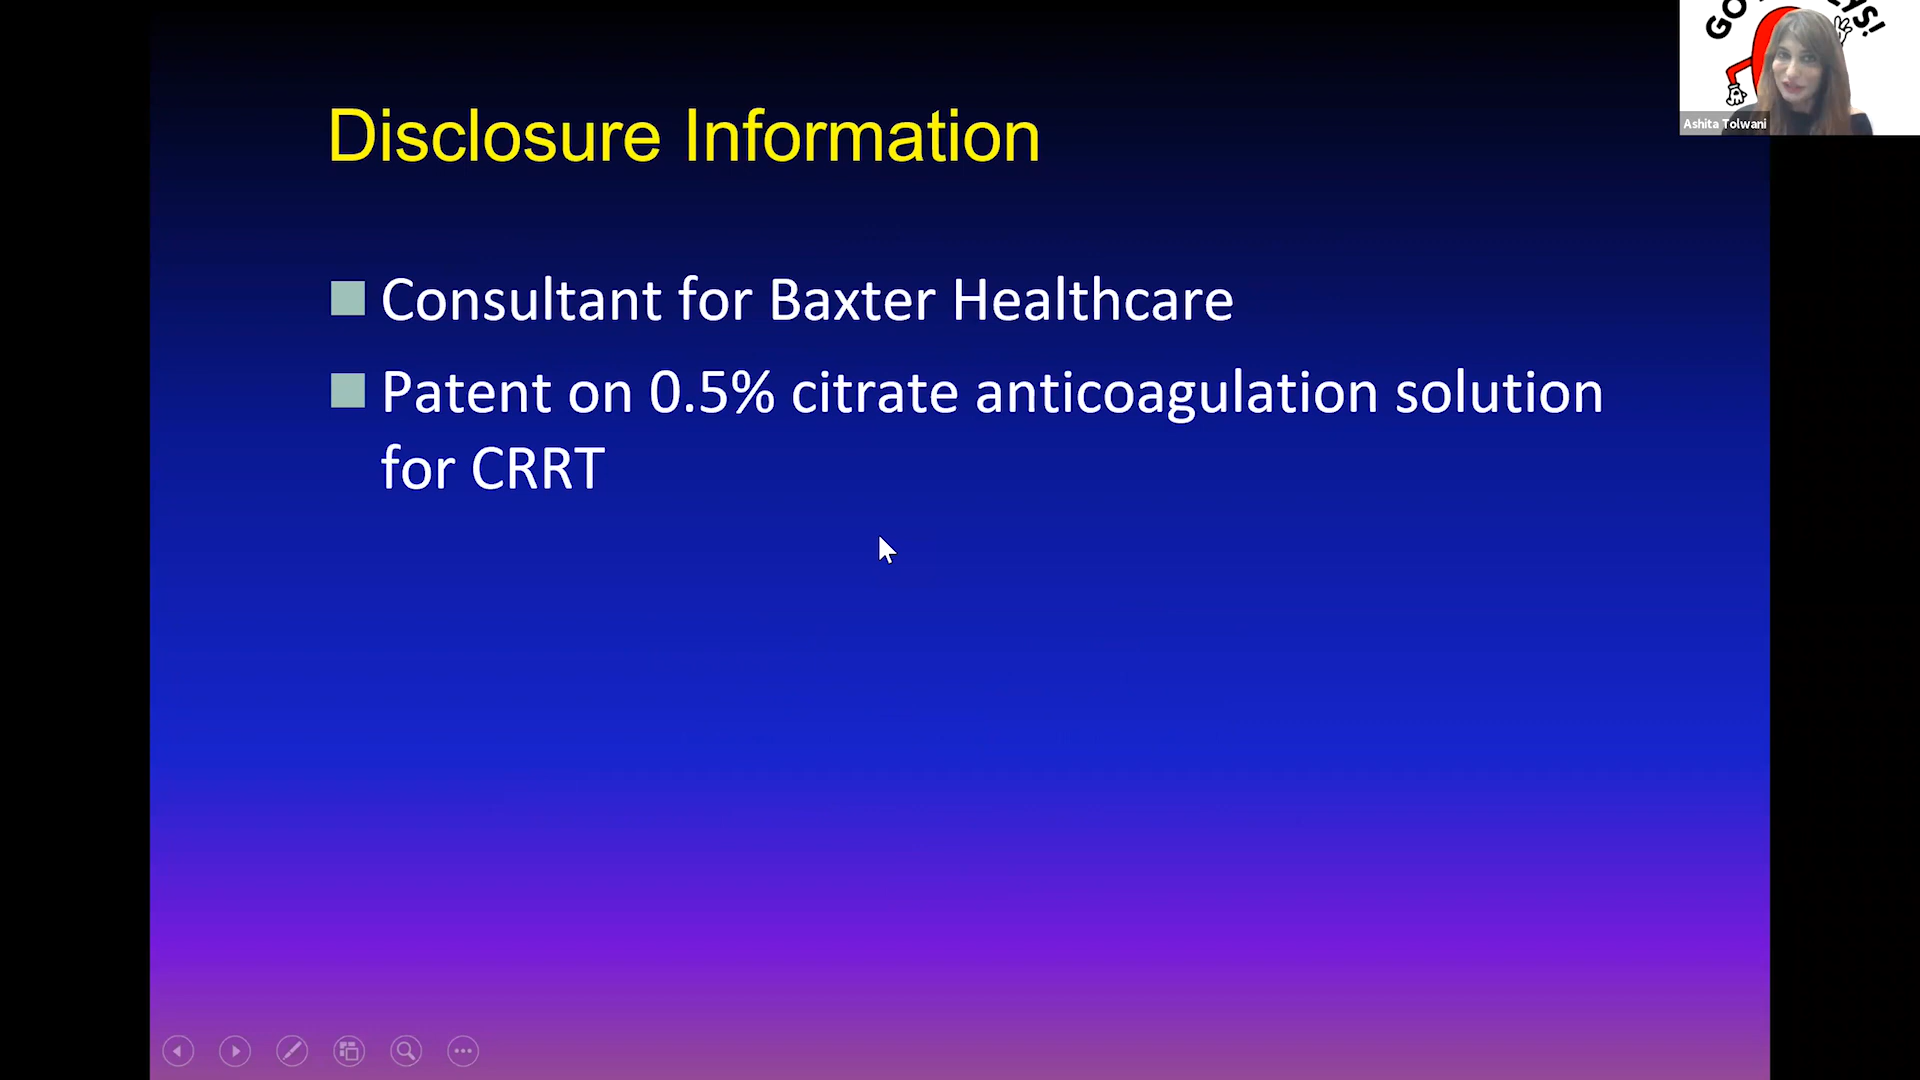 Disclosure Information
Consultant for Baxter Healthcare
Patent on 0.5% citrate anticoagulation solution
for CRRT
Ashita Tolwani